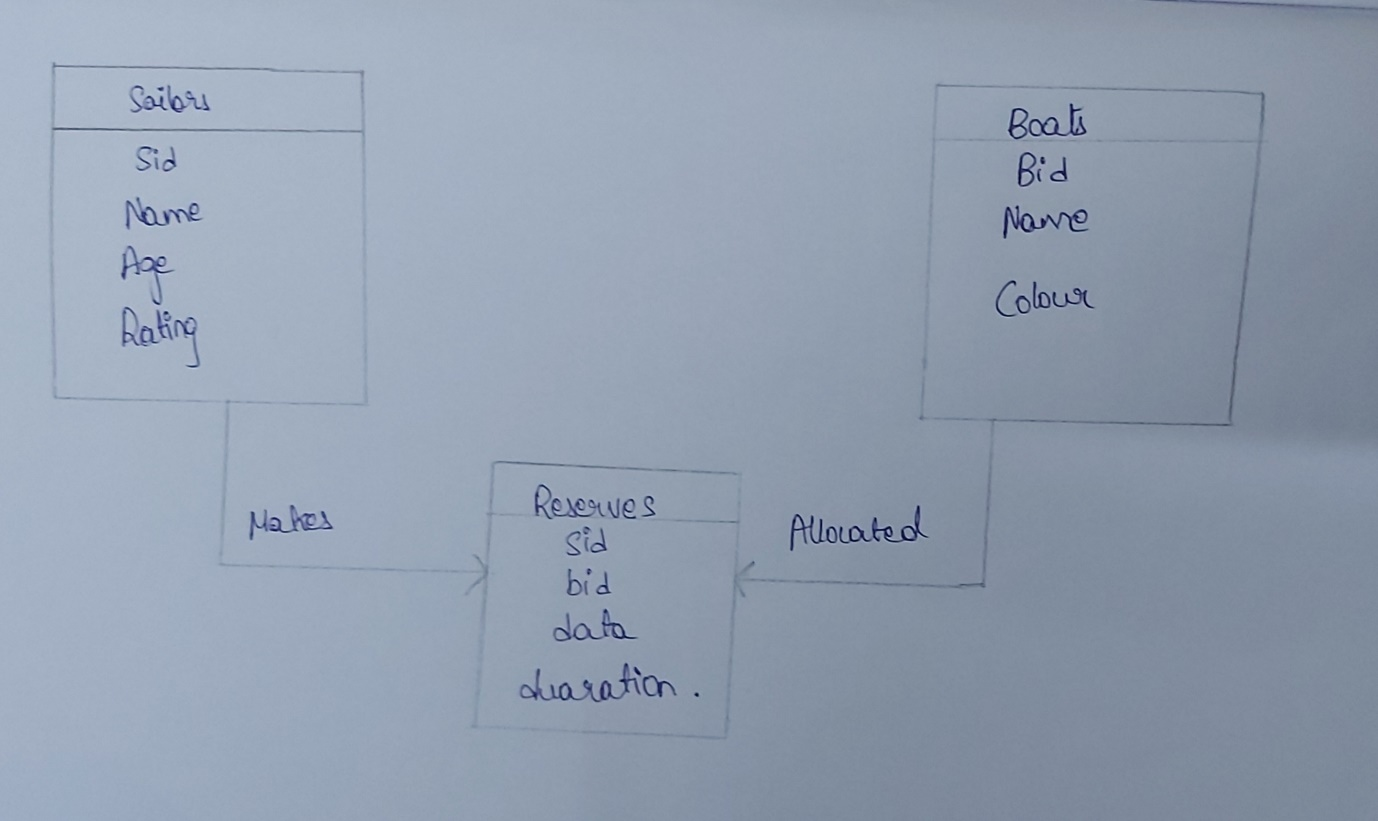 Sailors
Sid
Name
Age
Rating
Boats
Bid
Name
Colour
Makes
Allocated
Reserves
Sid
bid
data
duaration.